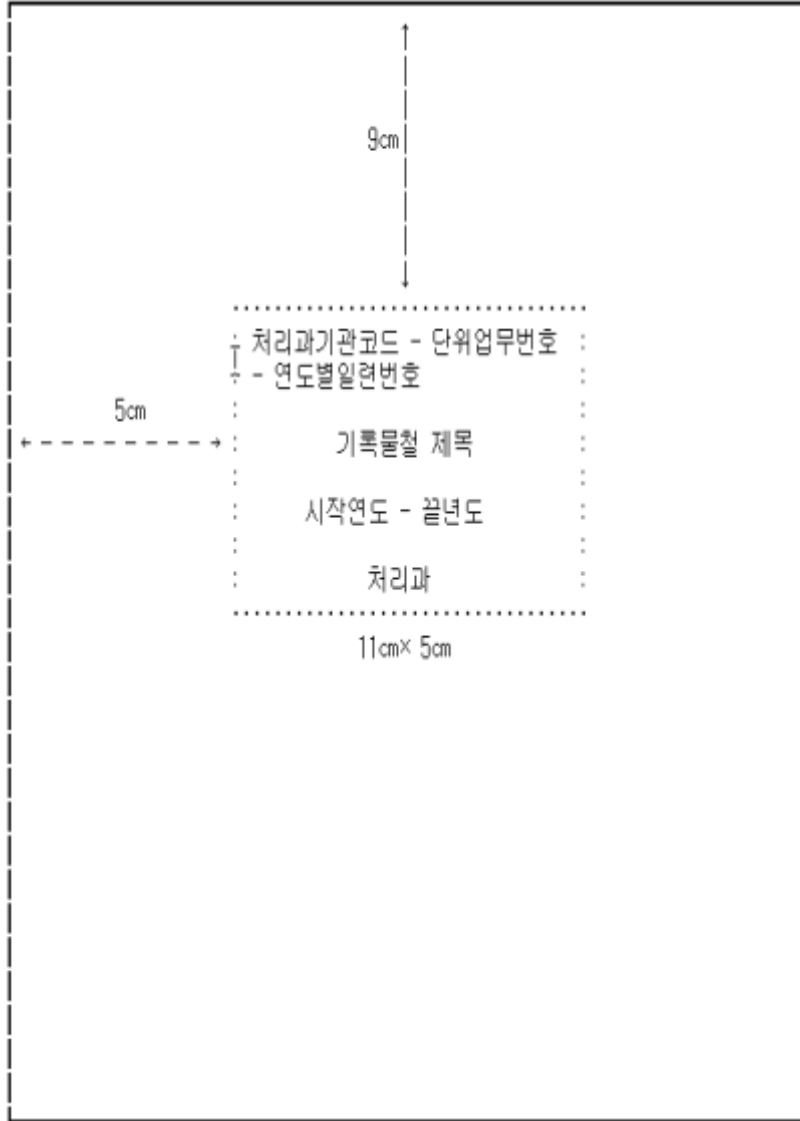 9㎝
처리과기관코드 - 단위업무번호
- 연도별일련번호
5㎝
기록물철 제목
시작연도 - 끝년도
처리과
11㎝× 5㎝